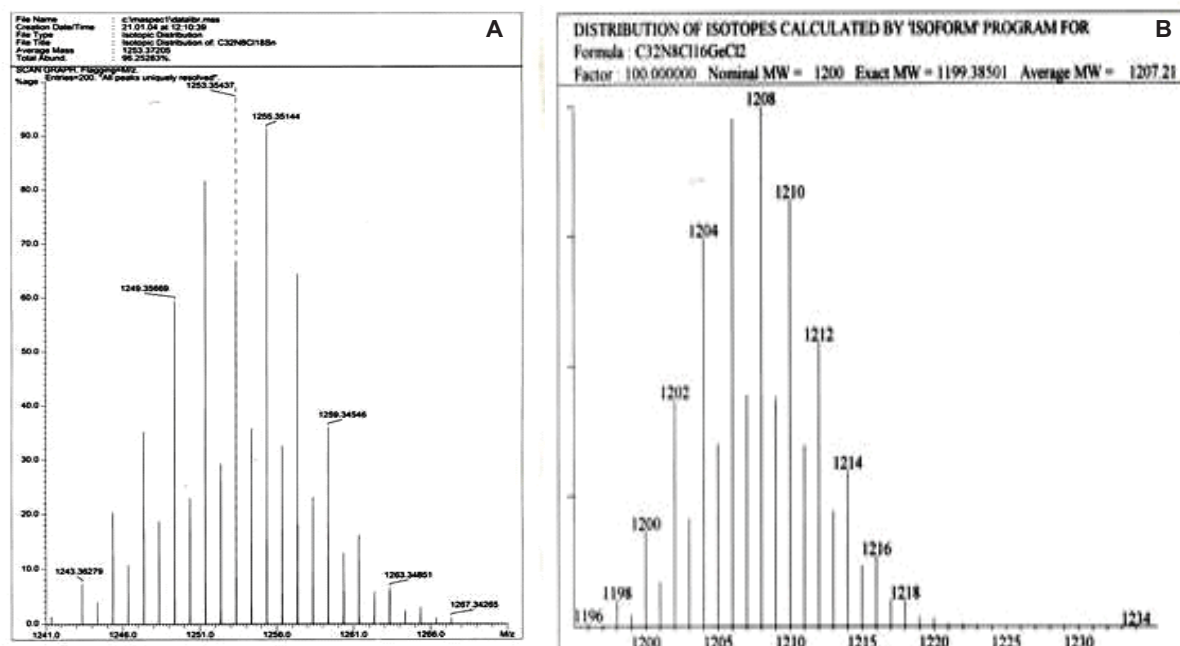 File Name : c:\maspec1\data\br.mss
Creation Date/Time : 21.01.04 at 12:10:39
File Type : Isotopic Distribution
File Title : Isotopic Distribution of: C32N8Cl18Sn
Average Mass : 1253.37205
Total Abund. : 96.25283%.
A
SCAN GRAPH. Flagging=M/z.
%age Entries=200. "All peaks uniquely resolved".
1253.35437
1255.35144
90.0
80.0
70.0
60.0
1249.35669
50.0
40.0
1259.34546
30.0
20.0
10.0
1243.36279
1263.34851
1267.34265
0.0
1241.0 1246.0 1251.0 1256.0 1261.0 1266.0 M/z
B
DISTRIBUTION OF ISOTOPES CALCULATED BY 'ISOFORM' PROGRAM FOR
Formula : C32N8Cl16GeCl2
Factor : 100.000000 Nominal MW = 1200 Exact MW = 1199.38501 Average MW = 1207.21
1208
1210
1204
1212
1202
1214
1200
1216
1198
1218
1196
1234
1200 1205 1210 1215 1220 1225 1230